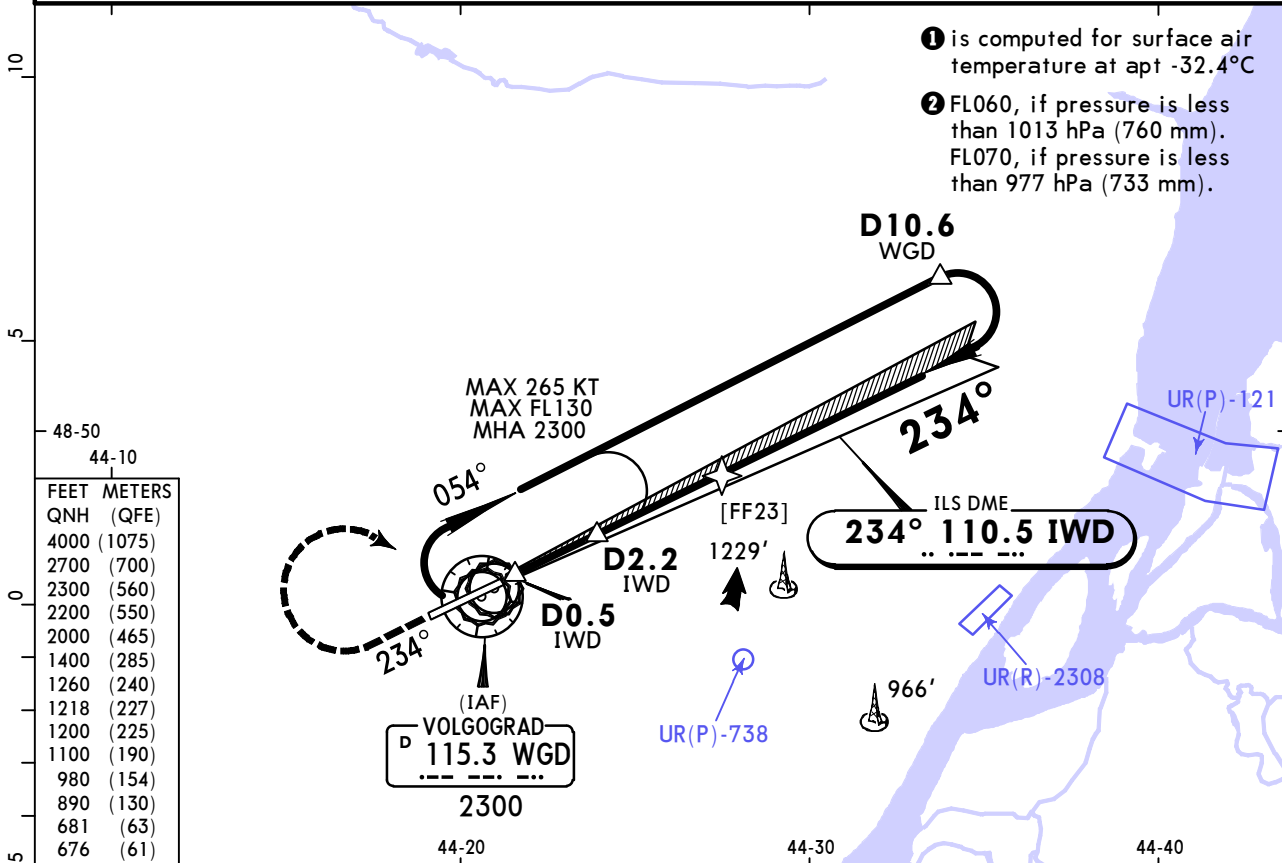 ❶ is computed for surface air
temperature at apt -32.4°C
❷ FL060, if pressure is less
than 1013 hPa (760 mm).
FL070, if pressure is less
than 977 hPa (733 mm).
10
5
0
5
D10.6
WGD
MAX 265 KT
MAX FL130
MHA 2300
234°
UR(P)-121
48-50
44-10
054°
[FF23]
ILS DME
234° 110.5 IWD
1229'
D2.2
IWD
D0.5
IWD
234°
UR(R)-2308
966'
UR(P)-738
(IAF)
VOLGOGRAD
D 115.3 WGD
2300
FEET METERS
QNH (QFE)
4000 (1075)
2700 (700)
2300 (560)
2200 (550)
2000 (465)
1400 (285)
1260 (240)
1218 (227)
1200 (225)
1100 (190)
980 (154)
890 (130)
681 (63)
676 (61)
44-20
44-30
44-40